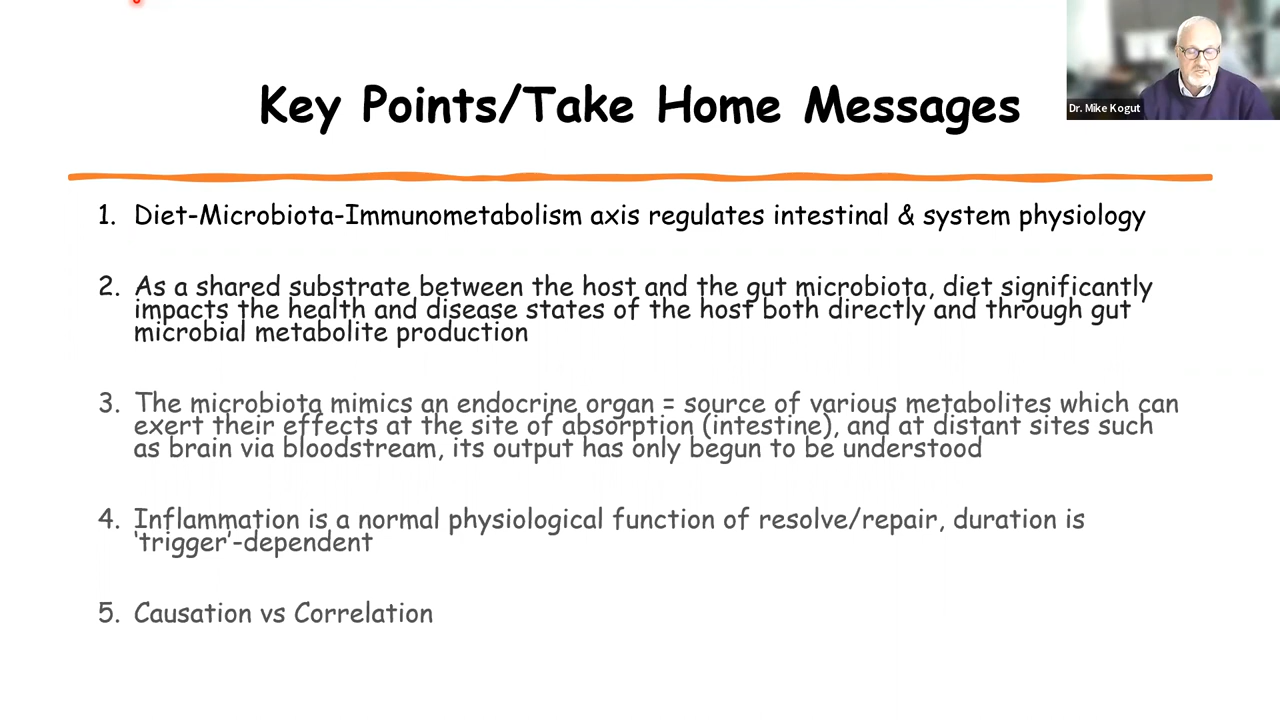 Key Points/Take Home Messages
Dr. Mike Kogut
1. Diet-Microbiota-Immunometabolism axis regulates intestinal & system physiology
2. As a shared substrate between the host and the gut microbiota, diet significantly
impacts the health and disease states of the host both directly and through gut
microbial metabolite production
3. The microbiota mimics an endocrine organ = source of various metabolites which can
exert their effects at the site of absorption (intestine), and at distant sites such
as brain via bloodstream, its output has only begun to be understood
4. Inflammation is a normal physiological function of resolve/repair, duration is
‘trigger’-dependent
5. Causation vs Correlation